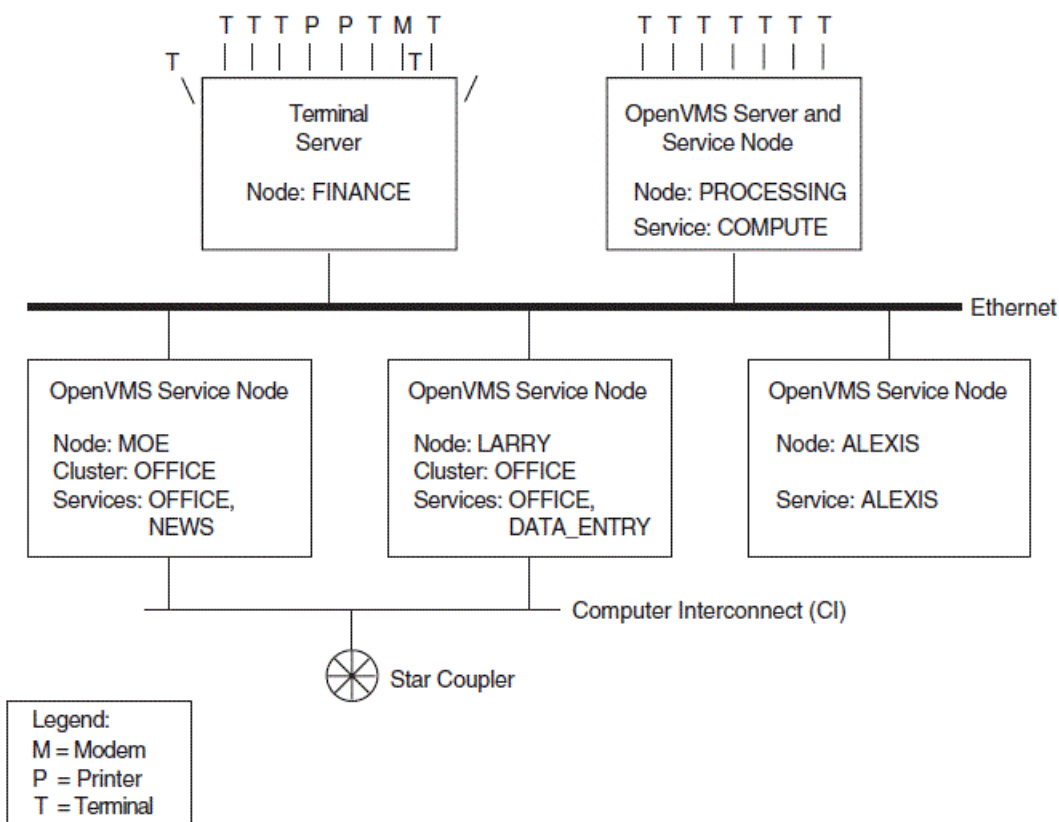 T T T P P T M T
T T
Terminal
Server
Node: FINANCE
T T T T T T T
OpenVMS Server and
Service Node
Node: PROCESSING
Service: COMPUTE
Ethernet
OpenVMS Service Node
Node: MOE
Cluster: OFFICE
Services: OFFICE,
NEWS
OpenVMS Service Node
Node: LARRY
Cluster: OFFICE
Services: OFFICE,
DATA_ENTRY
OpenVMS Service Node
Node: ALEXIS
Service: ALEXIS
Computer Interconnect (CI)
Star Coupler
Legend:
M = Modem
P = Printer
T = Terminal